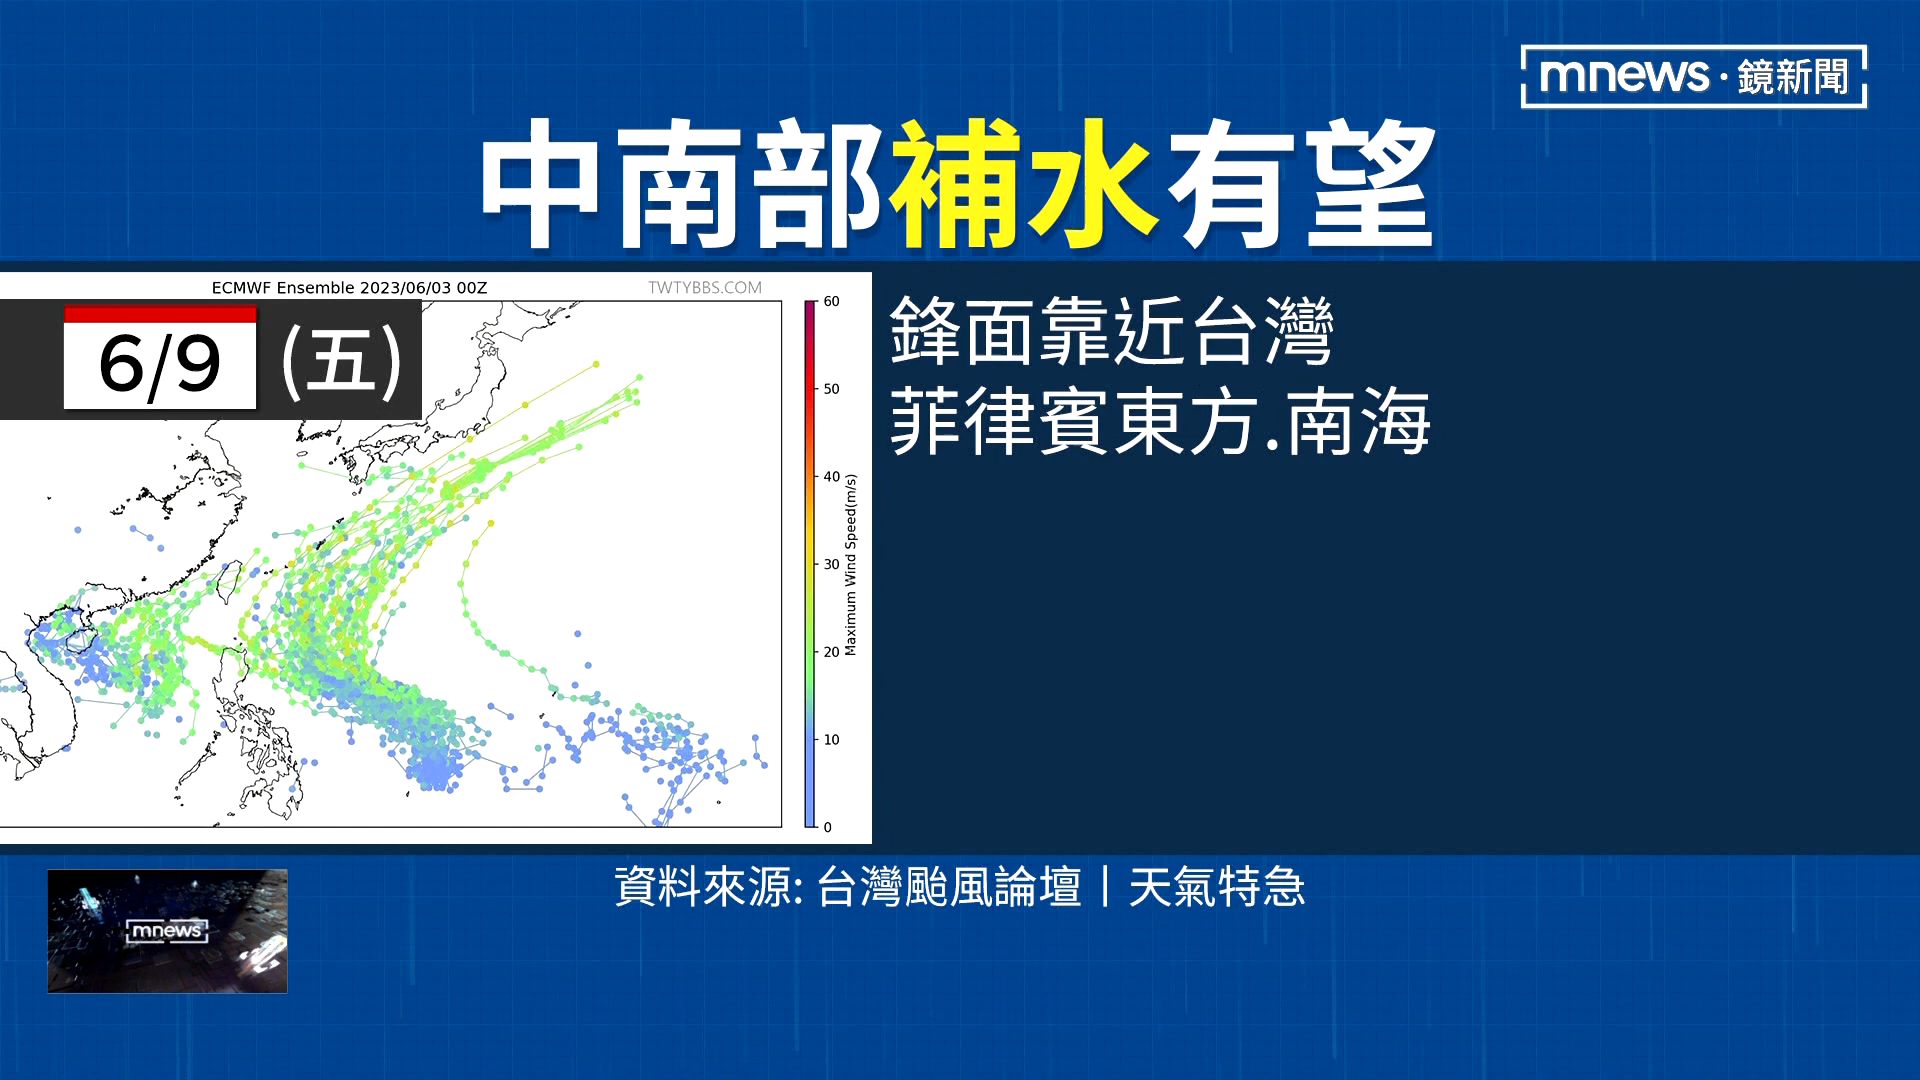 mnews·鏡新聞
中南部補水有望
ECMWF Ensemble 2023/06/03 00Z
TWTYBBS.COM
6/9 (五)
60
50
40
30
20
10
0
Maximum Wind Speed(m/s)
鋒面靠近台灣
菲律賓東方.南海
資料來源: 台灣颱風論壇｜天氣特急
mnews